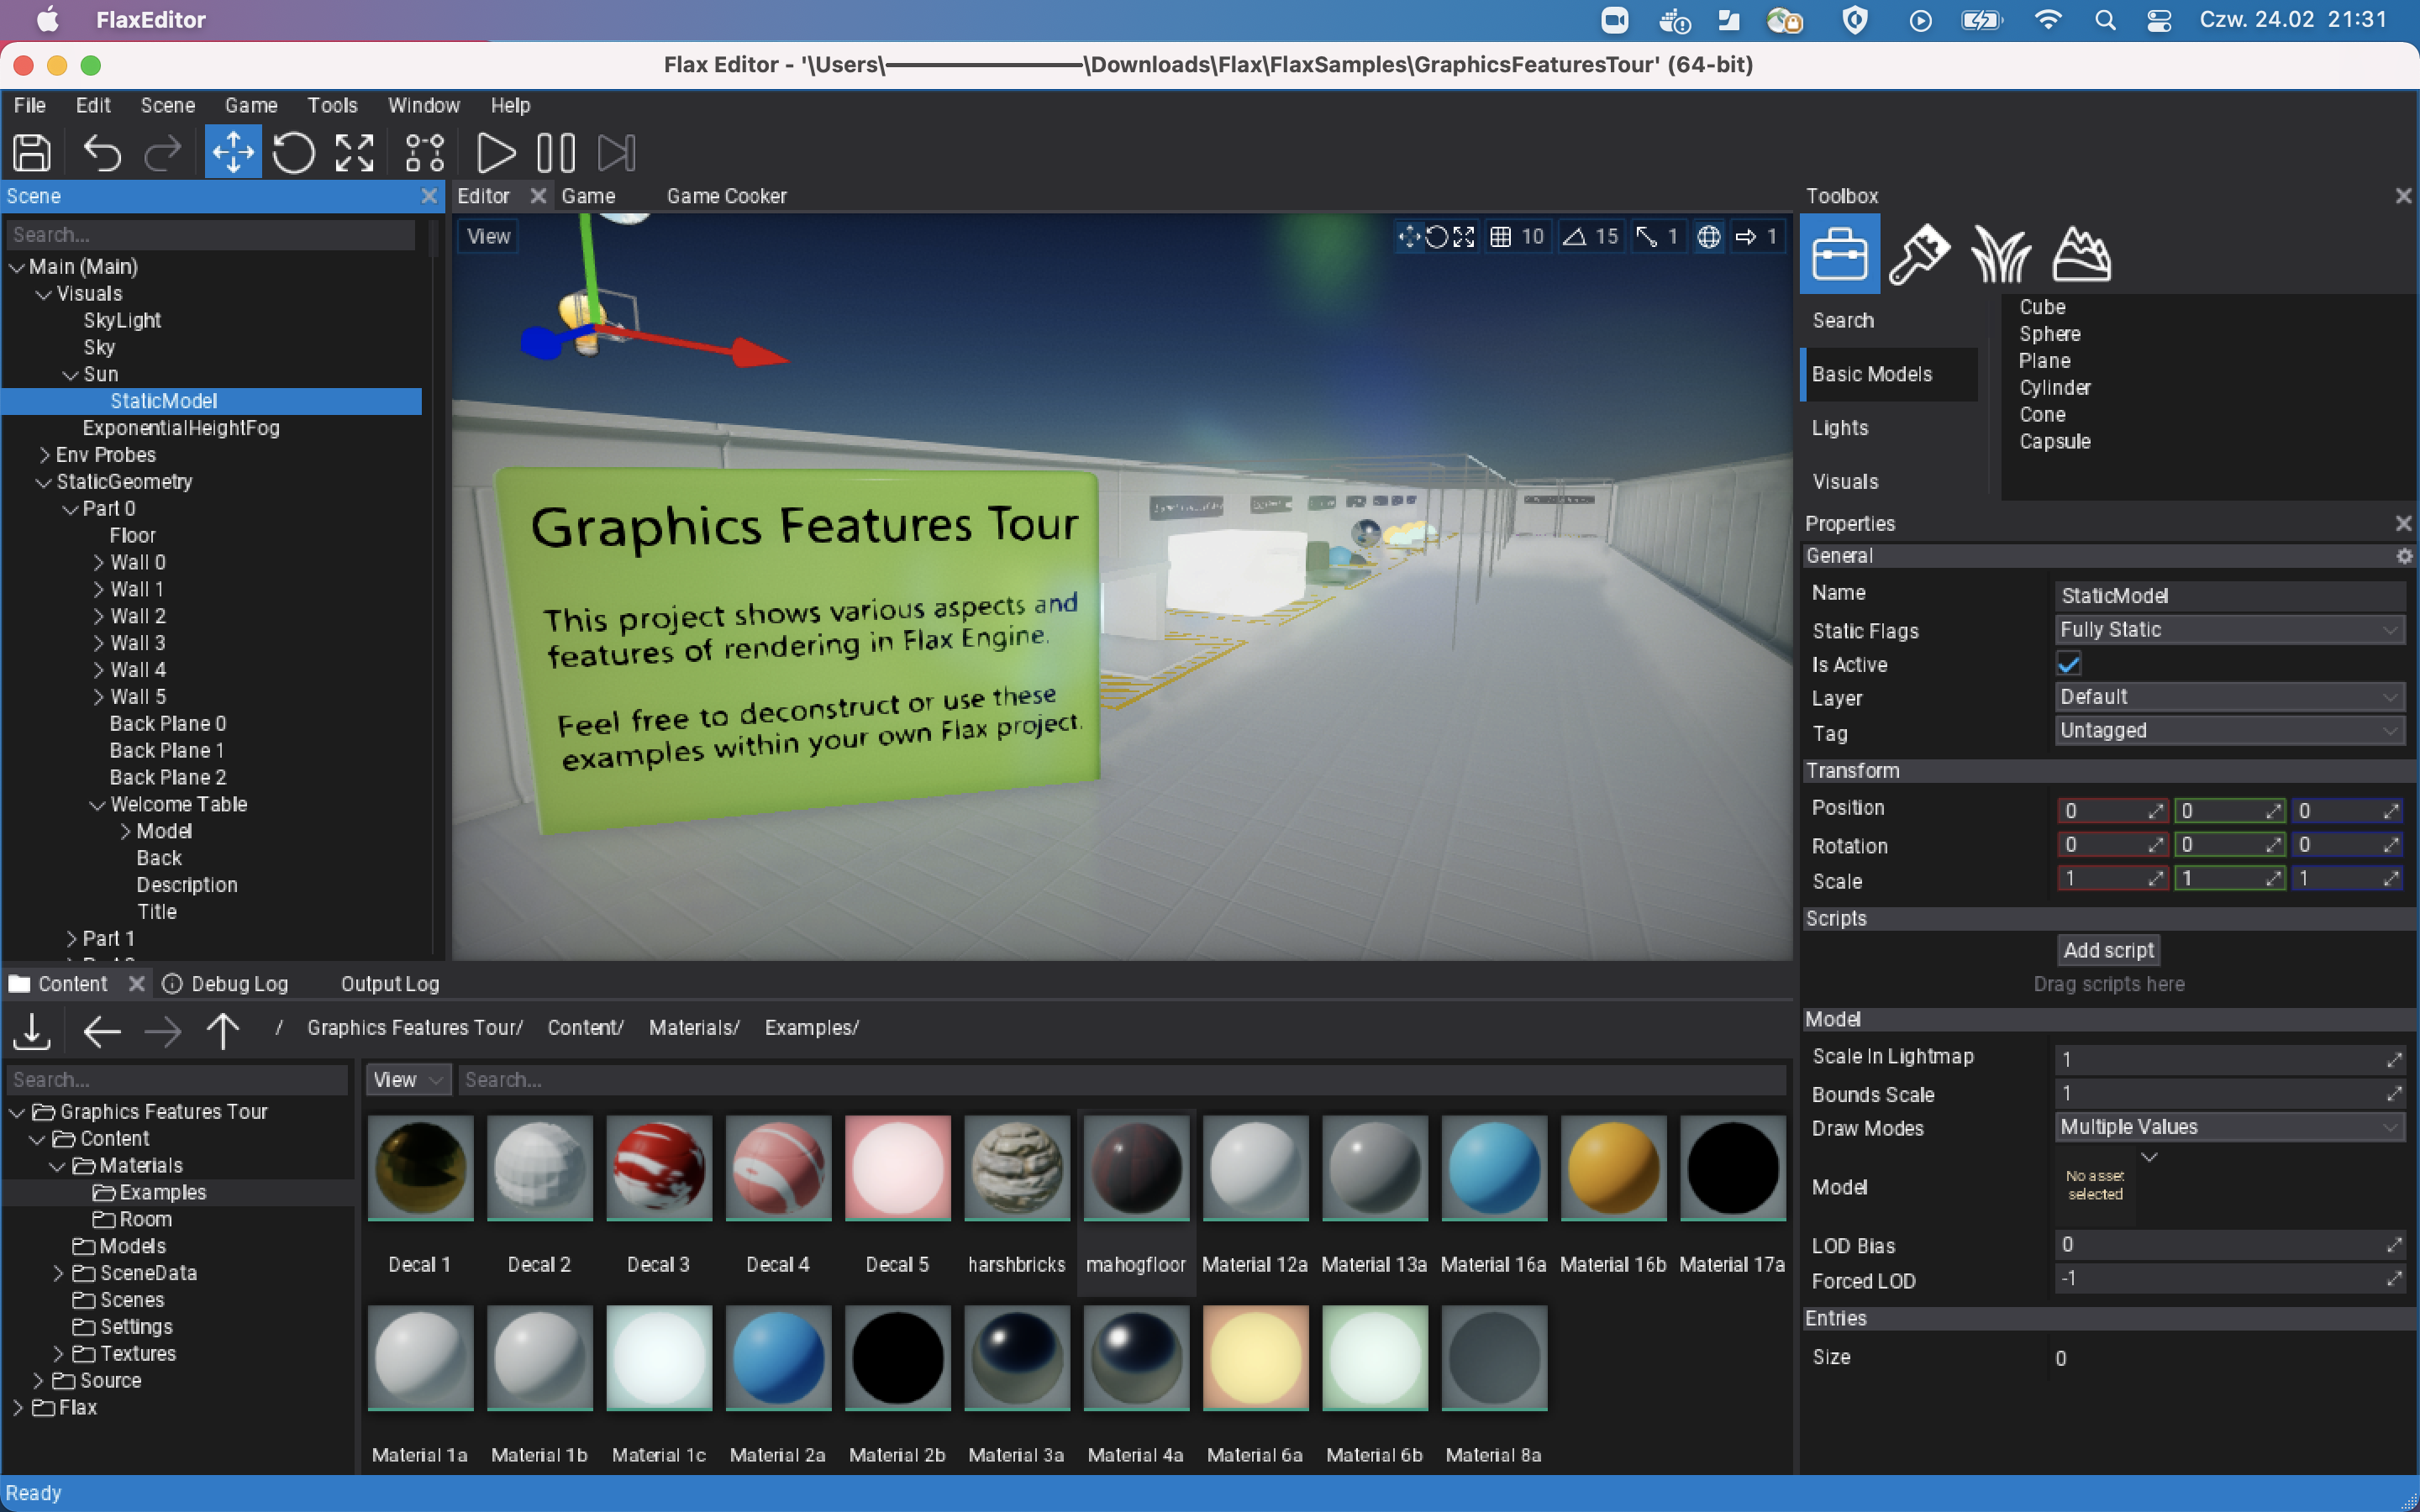 FlaxEditor
Czw. 24.02 21:31
Flax Editor - '\Users\
\Downloads\Flax\FlaxSamples\GraphicsFeaturesTour' (64-bit)
File Edit Scene Game Tools Window Help
Scene
Search...
Main (Main)
Visuals
SkyLight
Sky
Sun
StaticModel
ExponentialHeightFog
Env Probes
StaticGeometry
Part 0
Floor
Wall 0
Wall 1
Wall 2
Wall 3
Wall 4
Wall 5
Back Plane 0
Back Plane 1
Back Plane 2
Welcome Table
Model
Back
Description
Title
Part 1
Editor Game Game Cooker
View
10 15 1 1
Graphics Features Tour
This project shows various aspects and
features of rendering in Flax Engine.
Feel free to deconstruct or use these
examples within your own Flax project.
Toolbox
Search
Basic Models
Lights
Visuals
Cube
Sphere
Plane
Cylinder
Cone
Capsule
Properties
General
Name StaticModel
Static Flags Fully Static
Is Active
Layer Default
Tag Untagged
Transform
Position 0 0 0
Rotation 0 0 0
Scale 1 1 1
Scripts
Add script
Drag scripts here
Model
Scale In Lightmap 1
Bounds Scale 1
Draw Modes Multiple Values
Model No asset
selected
LOD Bias 0
Forced LOD -1
Entries
Size 0
Content Debug Log Output Log
/ Graphics Features Tour/ Content/ Materials/ Examples/
Search...
Graphics Features Tour
Content
Materials
Examples
Room
Models
SceneData
Scenes
Settings
Textures
Source
Flax
View Search...
Decal 1 Decal 2 Decal 3 Decal 4 Decal 5 harshbricks mahogfloor Material 12a Material 13a Material 16a Material 16b Material 17a
Material 1a Material 1b Material 1c Material 2a Material 2b Material 3a Material 4a Material 6a Material 6b Material 8a
Ready